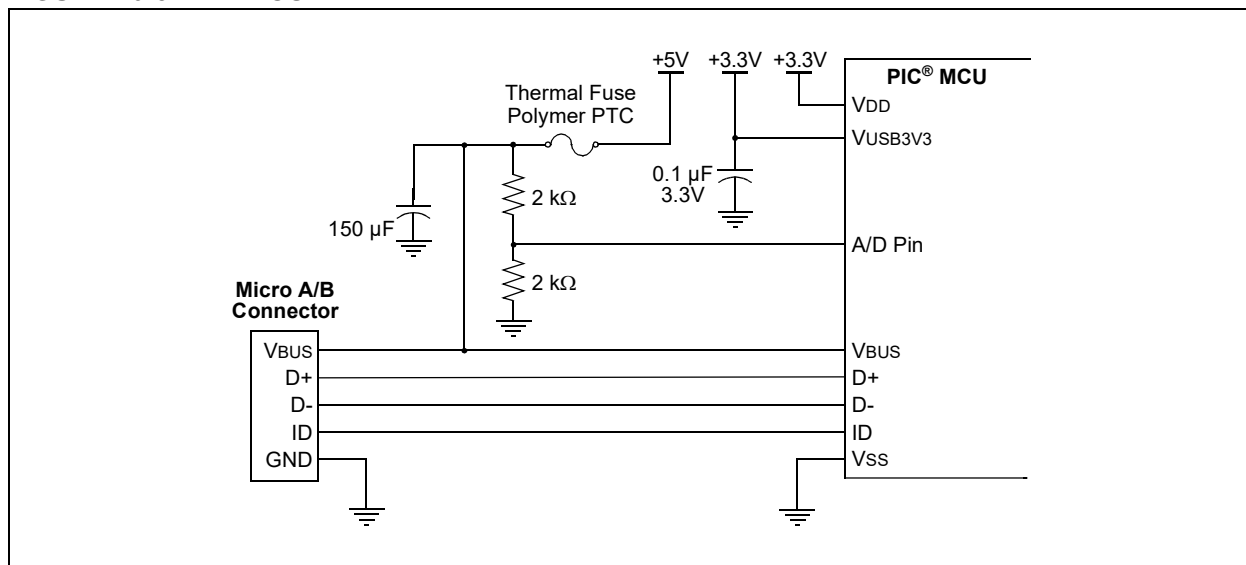 +5V
+3.3V
+3.3V
PIC® MCU
Thermal Fuse
Polymer PTC
VDD
VUSB3V3
0.1 µF
3.3V
2 kΩ
150 µF
A/D Pin
2 kΩ
Micro A/B
Connector
VBUS
D+
D-
ID
GND
VBUS
D+
D-
ID
VSS